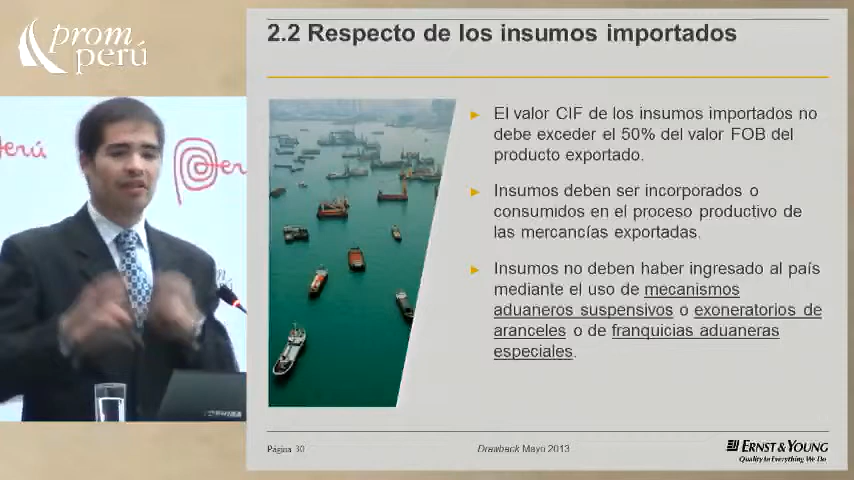 prom
perú
erú
Per
2.2 Respecto de los insumos importados
► El valor CIF de los insumos importados no
debe exceder el 50% del valor FOB del
producto exportado.
► Insumos deben ser incorporados o
consumidos en el proceso productivo de
las mercancías exportadas.
► Insumos no deben haber ingresado al país
mediante el uso de mecanismos
aduaneros suspensivos o exoneratorios de
aranceles o de franquicias aduaneras
especiales.
Página 30
Drawback Mayo 2013
ERNST & YOUNG
Quality In Everything We Do